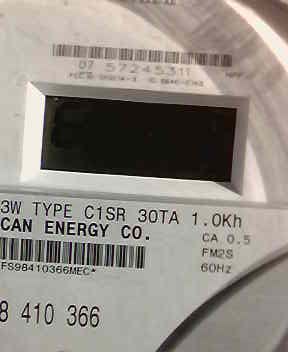 07 57245311
3W TYPE C1SR 30TA 1.0Kh
CAN ENERGY CO.
CA 0.5
FM2S
60Hz
FS98410366MEC*
8 410 366